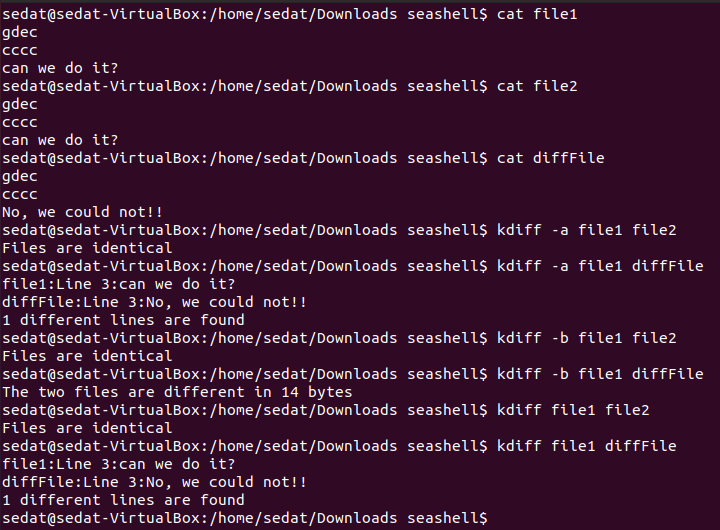 sedat@sedat-VirtualBox:/home/sedat/Downloads seashell$ cat file1
gdec
cccc
can we do it?
sedat@sedat-VirtualBox:/home/sedat/Downloads seashell$ cat file2
gdec
cccc
can we do it?
sedat@sedat-VirtualBox:/home/sedat/Downloads seashell$ cat diffFile
gdec
cccc
No, we could not!!
sedat@sedat-VirtualBox:/home/sedat/Downloads seashell$ kdiff -a file1 file2
Files are identical
sedat@sedat-VirtualBox:/home/sedat/Downloads seashell$ kdiff -a file1 diffFile
file1:Line 3:can we do it?
diffFile:Line 3:No, we could not!!
1 different lines are found
sedat@sedat-VirtualBox:/home/sedat/Downloads seashell$ kdiff -b file1 file2
Files are identical
sedat@sedat-VirtualBox:/home/sedat/Downloads seashell$ kdiff -b file1 diffFile
The two files are different in 14 bytes
sedat@sedat-VirtualBox:/home/sedat/Downloads seashell$ kdiff file1 file2
Files are identical
sedat@sedat-VirtualBox:/home/sedat/Downloads seashell$ kdiff file1 diffFile
file1:Line 3:can we do it?
diffFile:Line 3:No, we could not!!
1 different lines are found
sedat@sedat-VirtualBox:/home/sedat/Downloads seashell$